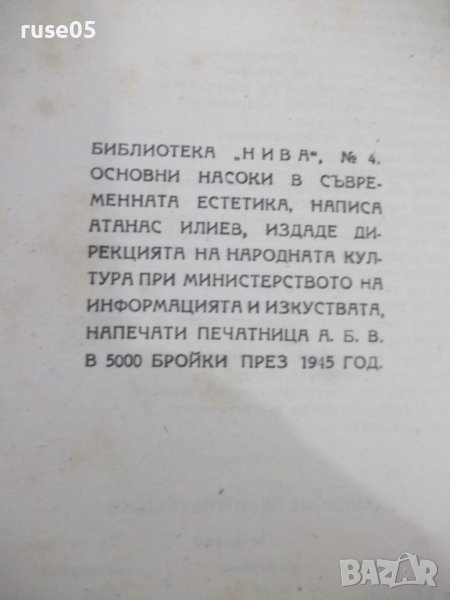 ruse05
БИБЛИОТЕКА „НИВА“, № 4.
ОСНОВНИ НАСОКИ В СЪВРЕ-
МЕННАТА ЕСТЕТИКА, НАПИСА
АТАНАС ИЛИЕВ, ИЗДАДЕ ДИ-
РЕКЦИЯТА НА НАРОДНАТА КУЛ-
ТУРА ПРИ МИНИСТЕРСТВОТО НА
ИНФОРМАЦИЯТА И ИЗКУСТВАТА,
НАПЕЧАТИ ПЕЧАТНИЦА А. Б. В.
В 5000 БРОЙКИ ПРЕЗ 1945 ГОД.
BAZAR